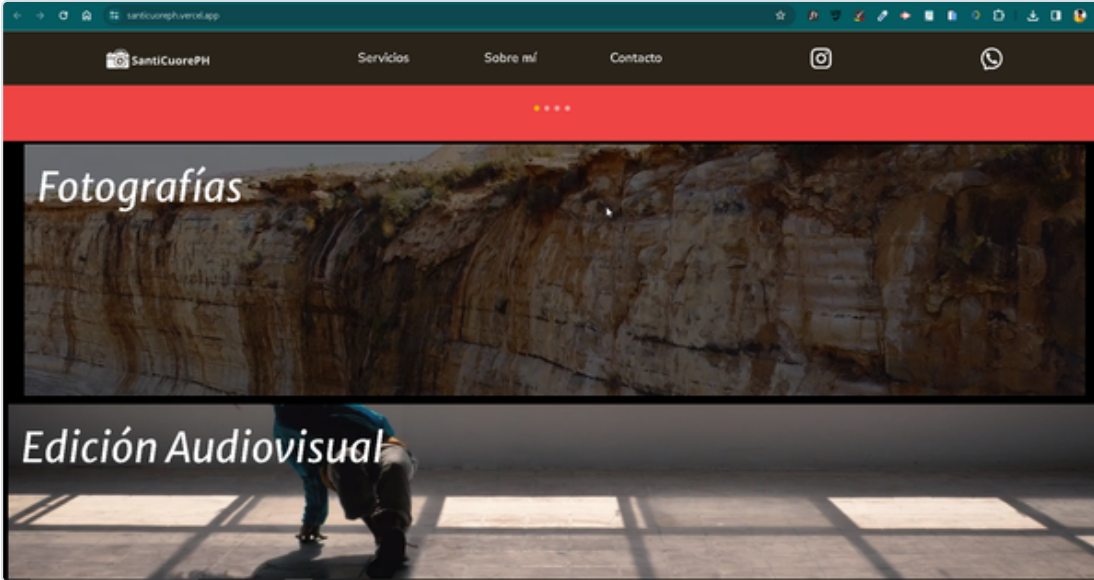 santicuoreph.vercel.app
SantiCuorePH
Servicios
Sobre mí
Contacto
Fotografías
Edición Audiovisual